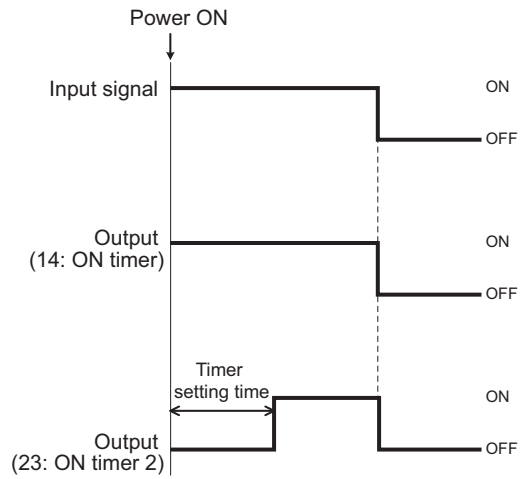 Power ON
Input signal
ON
OFF
Output
(14: ON timer)
ON
OFF
Timer
setting time
ON
Output
(23: ON timer 2)
OFF